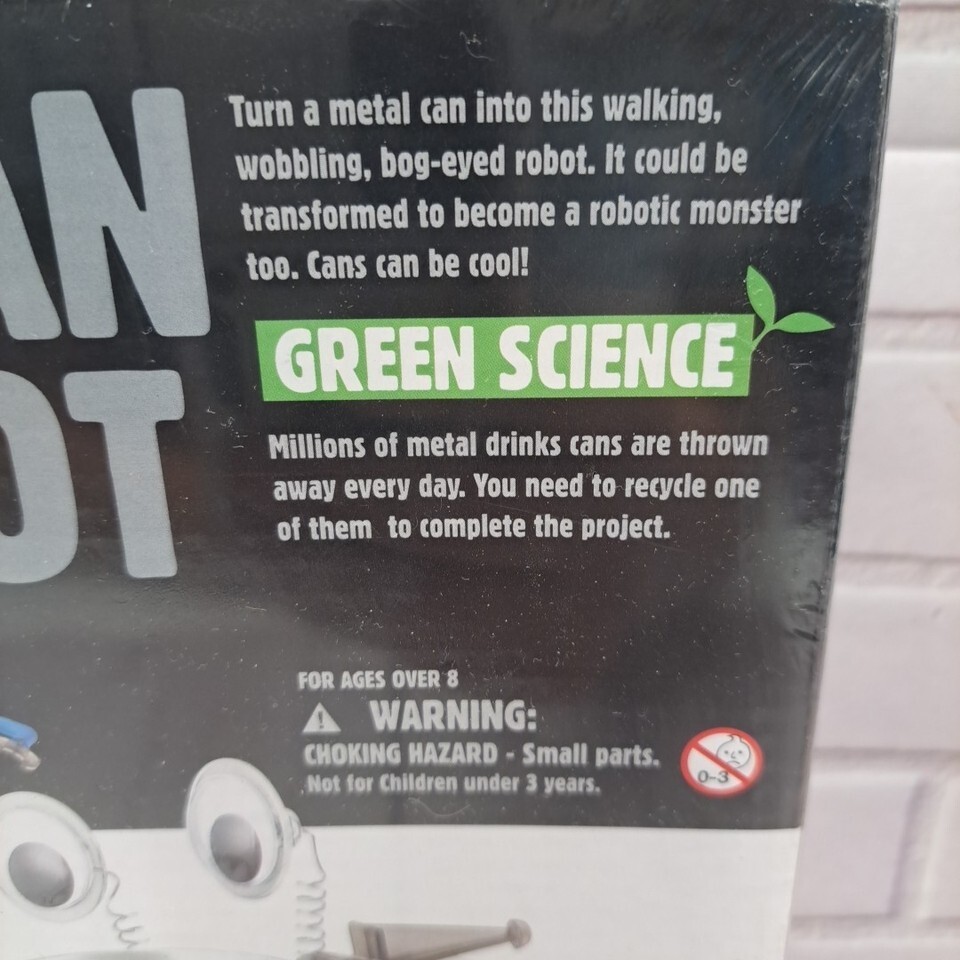 AN
OT
Turn a metal can into this walking,
wobbling, bog-eyed robot. It could be
transformed to become a robotic monster
too. Cans can be cool!
GREEN SCIENCE
Millions of metal drinks cans are thrown
away every day. You need to recycle one
of them to complete the project.
FOR AGES OVER 8
WARNING:
CHOKING HAZARD - Small parts.
Not for Children under 3 years.
0-3